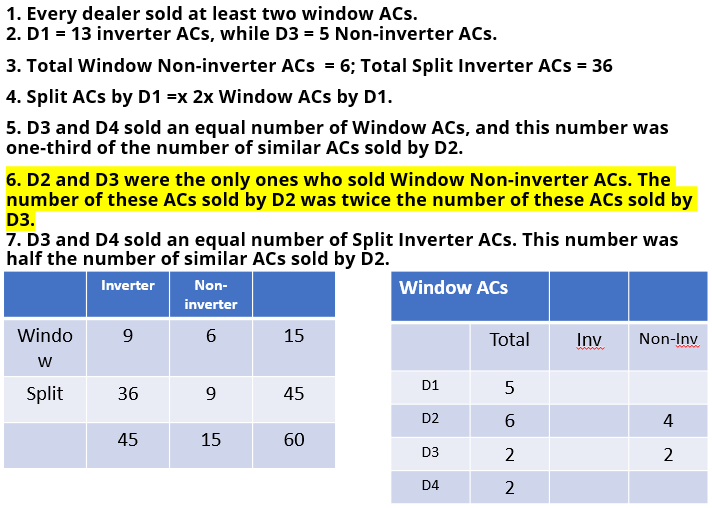 1. Every dealer sold at least two window ACs.
2. D1 = 13 inverter ACs, while D3 = 5 Non-inverter ACs.
3. Total Window Non-inverter ACs = 6; Total Split Inverter ACs = 36
4. Split ACs by D1 =x 2x Window ACs by D1.
5. D3 and D4 sold an equal number of Window ACs, and this number was
one-third of the number of similar ACs sold by D2.
6. D2 and D3 were the only ones who sold Window Non-inverter ACs. The
number of these ACs sold by D2 was twice the number of these ACs sold by
D3.
7. D3 and D4 sold an equal number of Split Inverter ACs. This number was
half the number of similar ACs sold by D2.
Inverter Non-
inverter
Windo 9 6 15
w
Split 36 9 45
45 15 60
Window ACs
Total Inv Non-Inv
D1 5
D2 6 4
D3 2 2
D4 2